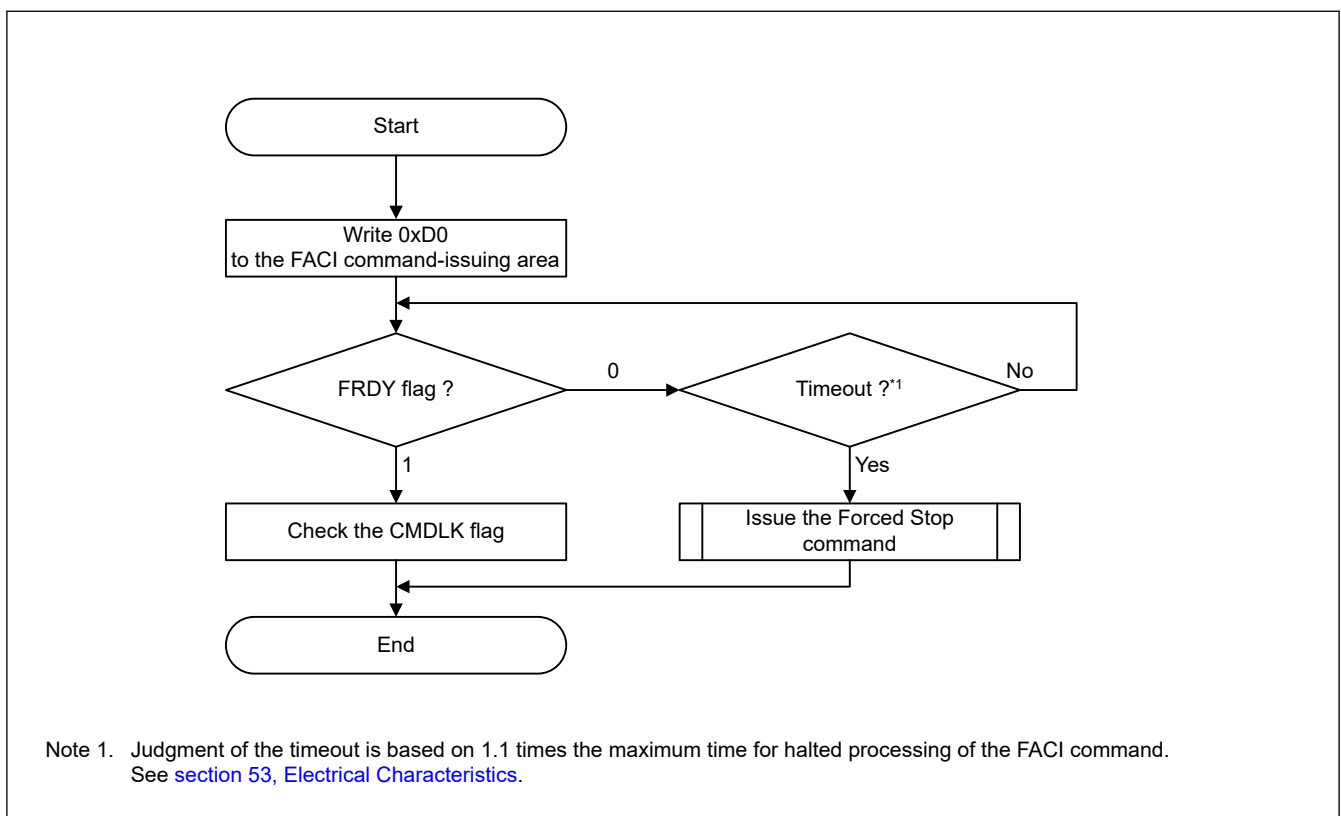 Start
Write 0xD0
to the FACI command-issuing area
FRDY flag ?
0
Timeout ?*1
No
1
Yes
Check the CMDLK flag
Issue the Forced Stop
command
End
Note 1. Judgment of the timeout is based on 1.1 times the maximum time for halted processing of the FACI command.
See section 53, Electrical Characteristics.